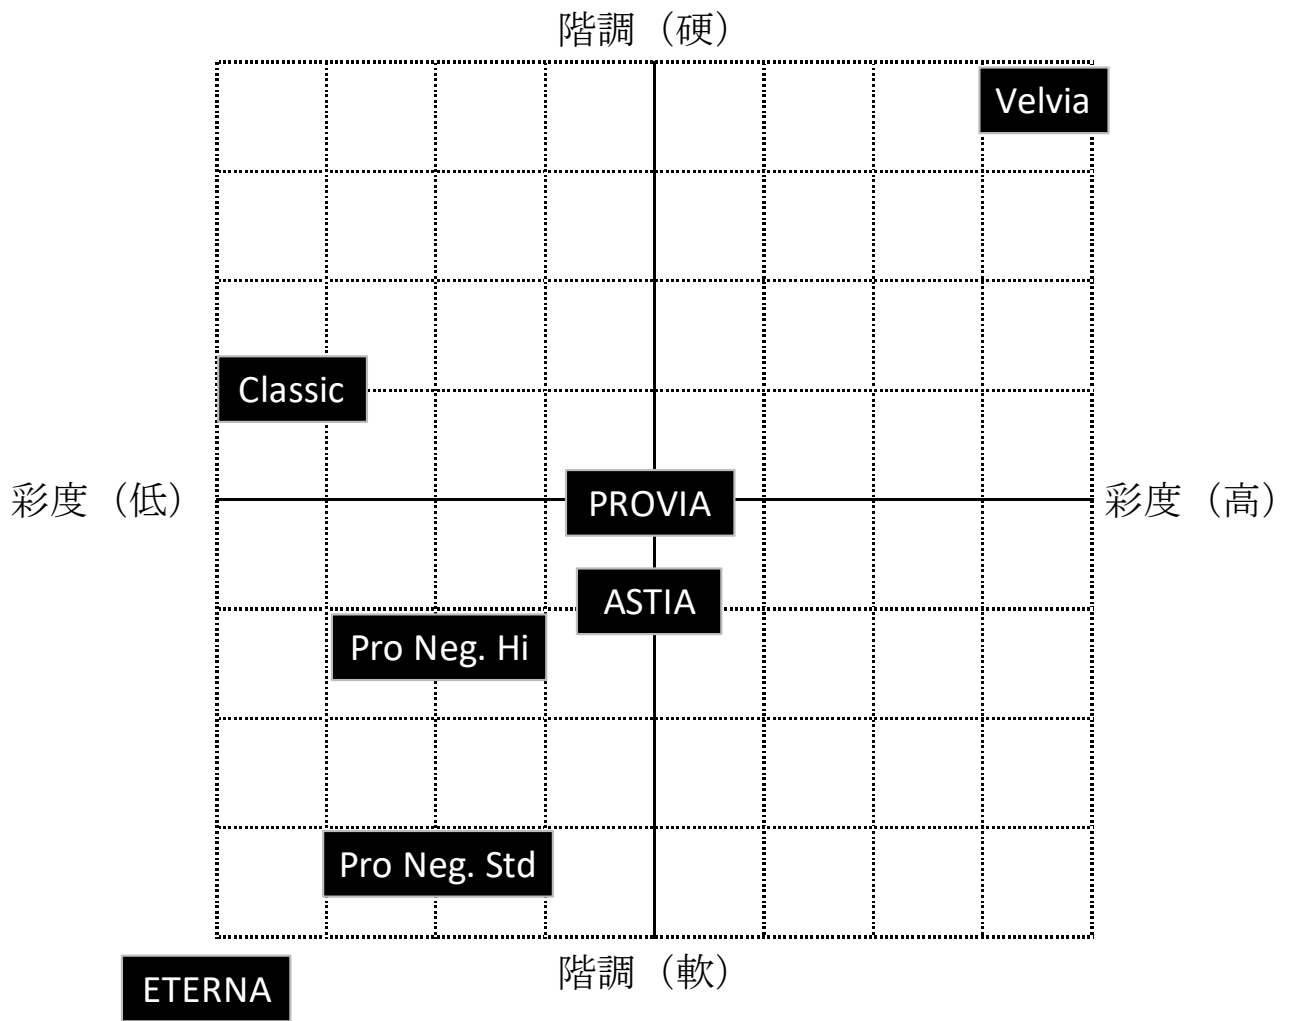 階調（硬）
Velvia
Classic
彩度（低）
PROVIA
彩度（高）
ASTIA
Pro Neg. Hi
Pro Neg. Std
階調（軟）
ETERNA